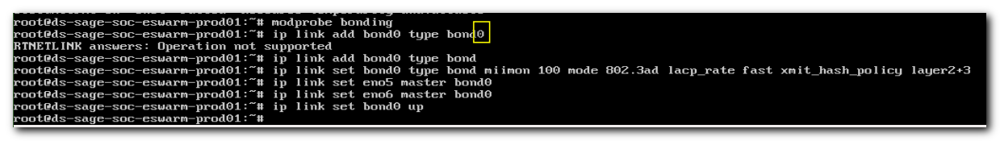 root@ds-sage-soc-eswarm-prod01:~# modprobe bonding
root@ds-sage-soc-eswarm-prod01:~# ip link add bond0 type bond0
RTNETLINK answers: Operation not supported
root@ds-sage-soc-eswarm-prod01:~# ip link add bond0 type bond
root@ds-sage-soc-eswarm-prod01:~# ip link set bond0 type bond miimon 100 mode 802.3ad lacp_rate fast xmit_hash_policy layer2+3
root@ds-sage-soc-eswarm-prod01:~# ip link set eno5 master bond0
root@ds-sage-soc-eswarm-prod01:~# ip link set eno6 master bond0
root@ds-sage-soc-eswarm-prod01:~# ip link set bond0 up
root@ds-sage-soc-eswarm-prod01:~#